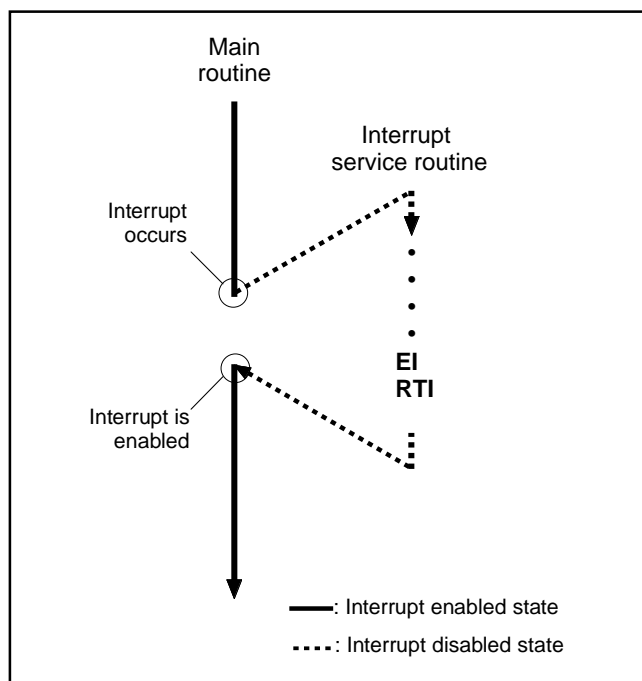 Main
routine
Interrupt
service routine
Interrupt
occurs
EI
RTI
Interrupt is
enabled
: Interrupt enabled state
: Interrupt disabled state